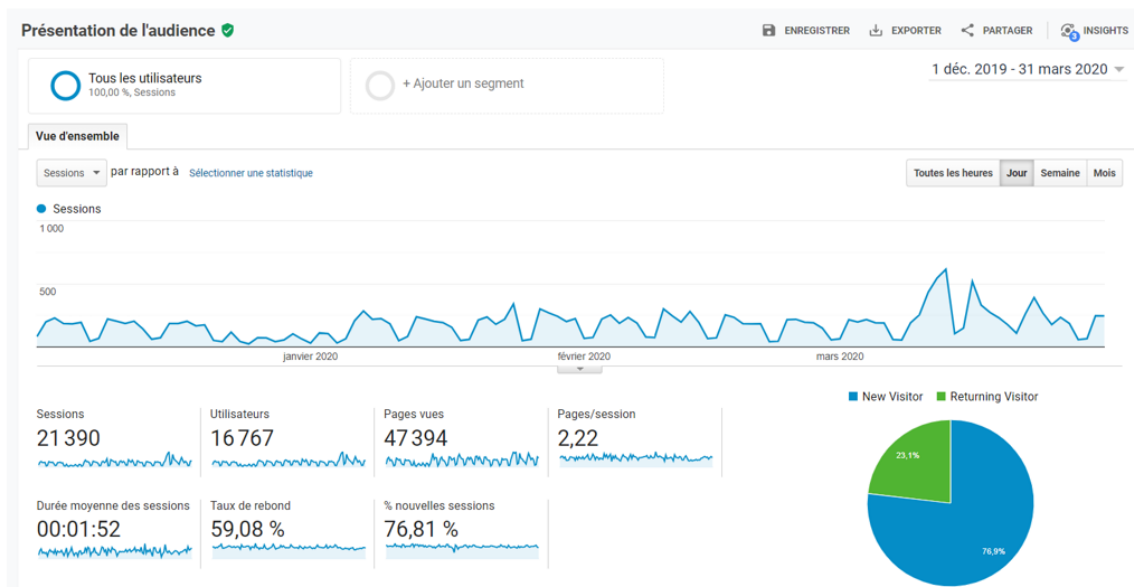 Présentation de l'audience
ENREGISTRER EXPORTER PARTAGER 3 INSIGHTS
Tous les utilisateurs
100,00 %, Sessions
+ Ajouter un segment
1 déc. 2019 - 31 mars 2020
Vue d'ensemble
Sessions par rapport à Sélectionner une statistique
Toutes les heures Jour Semaine Mois
Sessions
1 000
500
janvier 2020 février 2020 mars 2020
New Visitor Returning Visitor
Sessions Utilisateurs Pages vues Pages/session
21 390 16 767 47 394 2,22
23,1%
Durée moyenne des sessions Taux de rebond % nouvelles sessions
00:01:52 59,08 % 76,81 %
76,9%